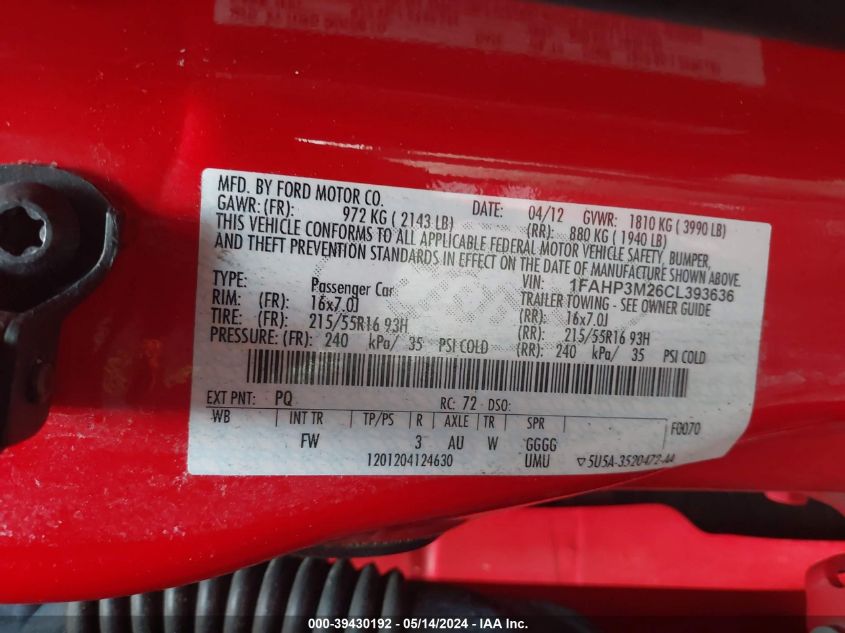 MFD. BY FORD MOTOR CO. DATE: 04/12 GVWR: 1810 KG ( 3990 LB)
GAWR: (FR): 972 KG ( 2143 LB) (RR): 880 KG ( 1940 LB)
THIS VEHICLE CONFORMS TO ALL APPLICABLE FEDERAL MOTOR VEHICLE SAFETY, BUMPER,
AND THEFT PREVENTION STANDARDS IN EFFECT ON THE DATE OF MANUFACTURE SHOWN ABOVE.
VIN: 1FAHP3M26CL393636
TYPE: Passenger Car TRAILER TOWING - SEE OWNER GUIDE
RIM: (FR): 16x7.0J (RR): 16x7.0J
TIRE: (FR): 215/55R16 93H (RR): 215/55R16 93H
PRESSURE: (FR): 240 kPa/ 35 PSI COLD (RR): 240 kPa/ 35 PSI COLD
EXT PNT: PQ RC: 72 DSO:
WB INT TR TP/PS R AXLE TR SPR F0070
FW 3 AU W GGGG
1201204124630 UMU ▽5U5A-3520472-AA
000-39430192 - 05/14/2024 - IAA Inc.